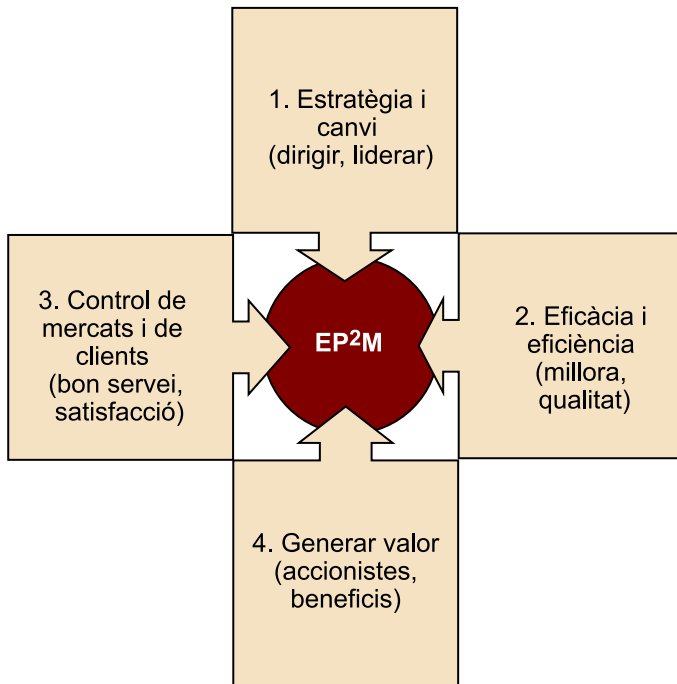 1. Estratègia i
canvi
(dirigir, liderar)
3. Control de
mercats i de
clients
(bon servei,
satisfacció)
EP²M
2. Eficàcia i
eficiència
(millora,
qualitat)
4. Generar valor
(accionistes,
beneficis)